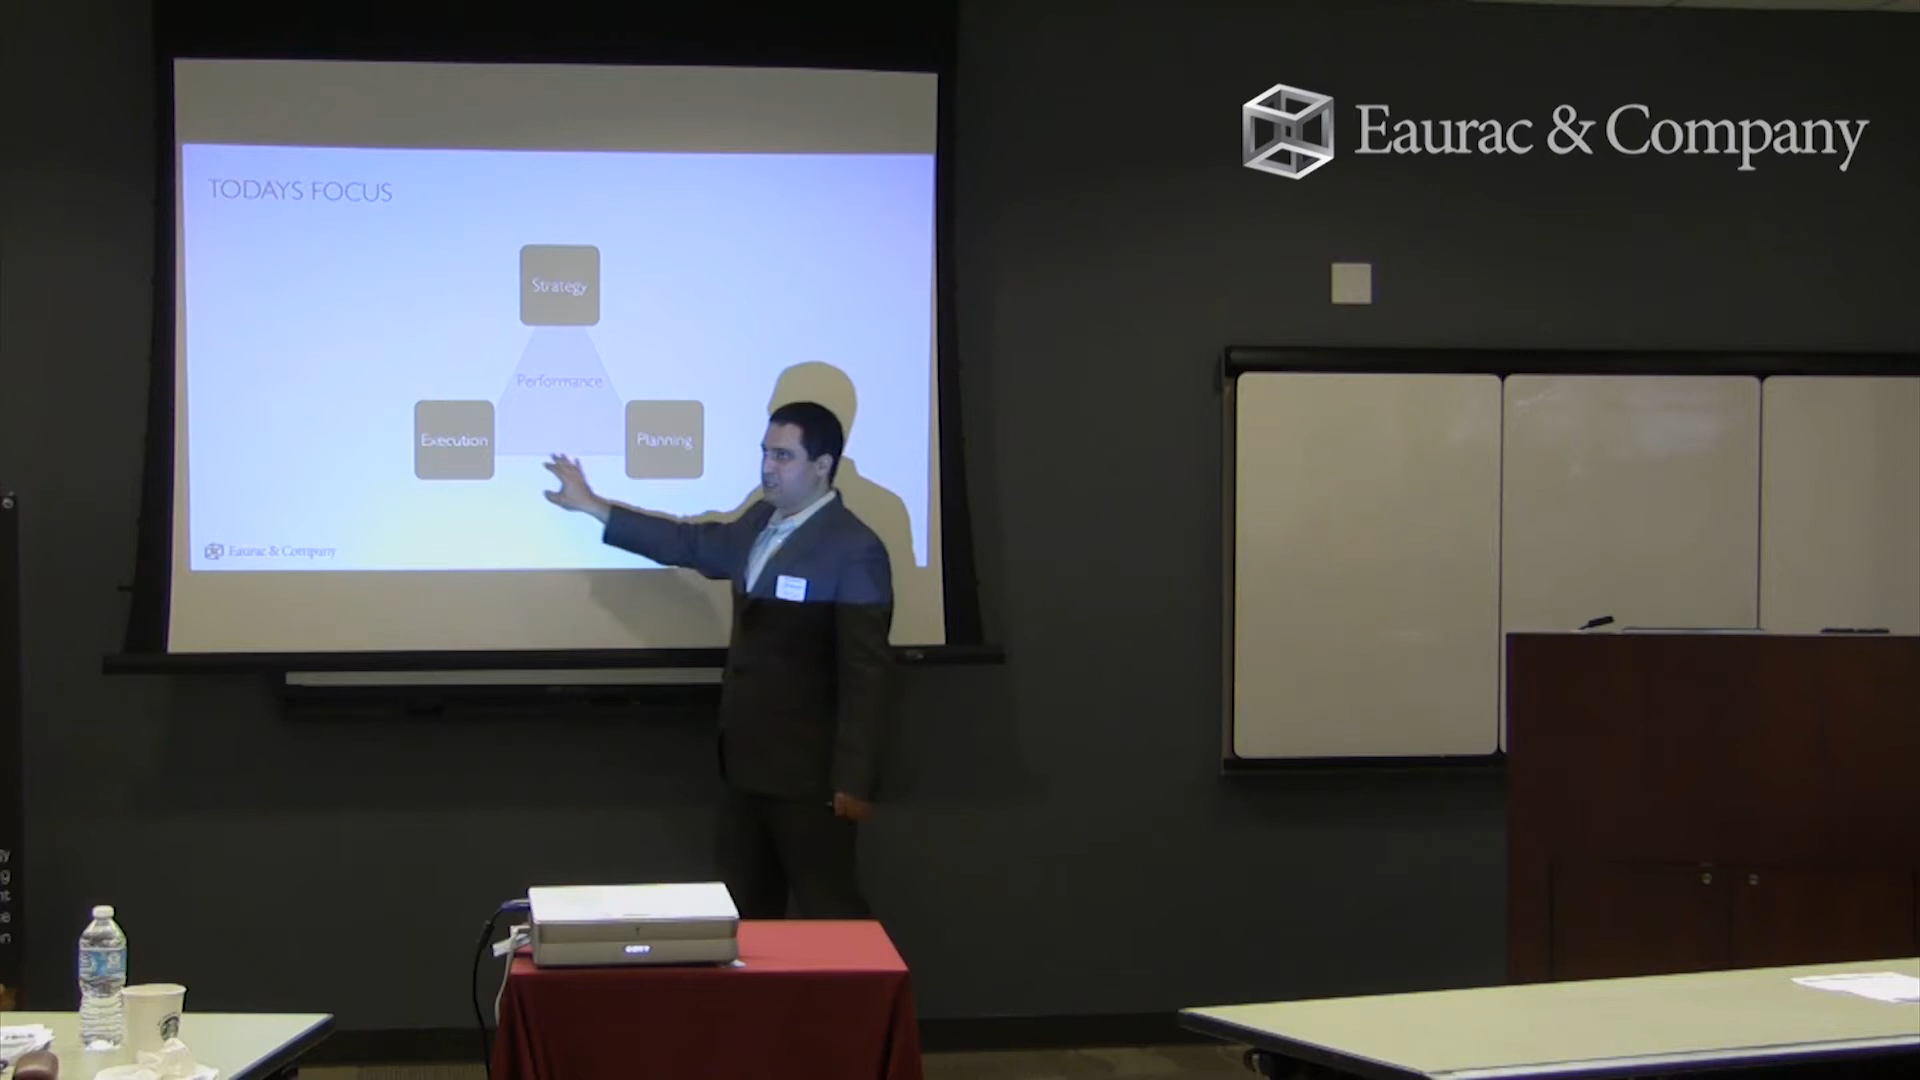 Eaurac & Company
TODAYS FOCUS
Strategy
Performance
Execution
Planning
Eaurac & Company